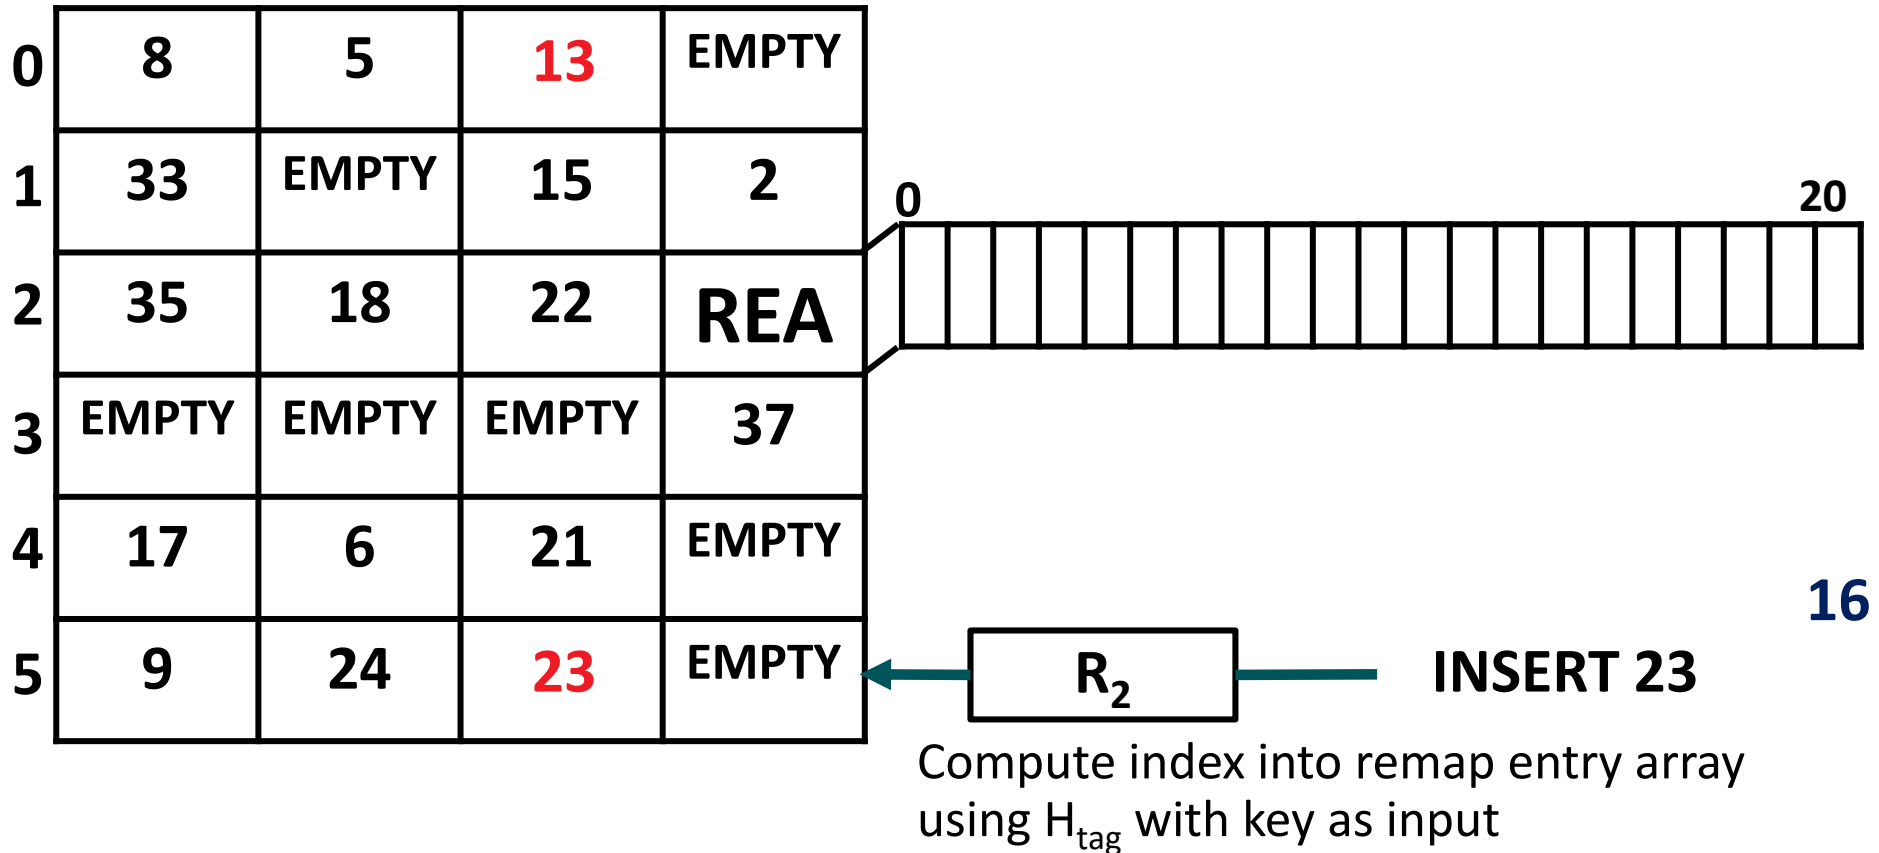 0 8 5 13 EMPTY
1 33 EMPTY 15 2
0 20
2 35 18 22 REA
3 EMPTY EMPTY EMPTY 37
4 17 6 21 EMPTY
16
5 9 24 23 EMPTY R2 INSERT 23
Compute index into remap entry array
using Htag with key as input